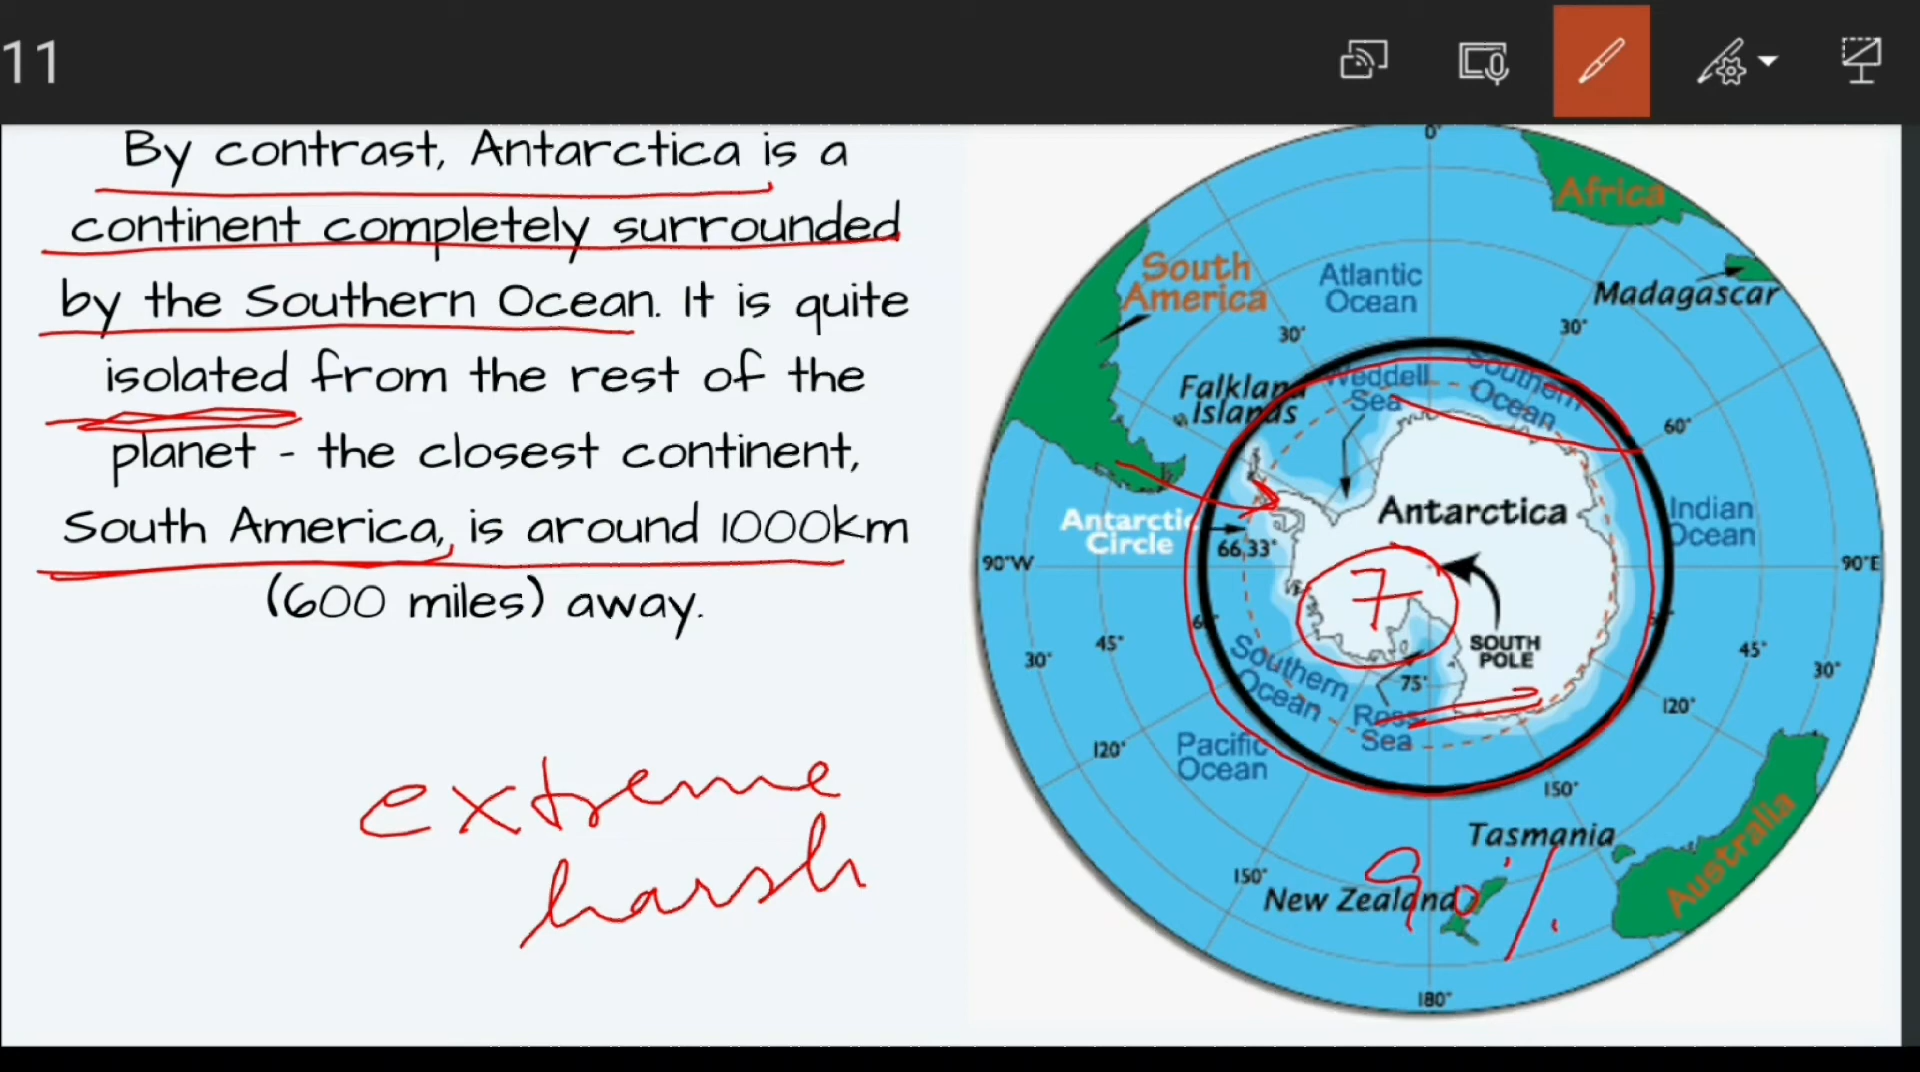 11
By contrast, Antarctica is a
continent completely surrounded
by the Southern Ocean. It is quite
isolated from the rest of the
planet - the closest continent,
South America, is around 1000km
(600 miles) away.
extreme
harsh
0°
Africa
South
America
Atlantic
Ocean
Madagascar
30°
30°
Weddell
Sea
Southern
Ocean
Falkland
Islands
60°
Antarctica
Indian
Ocean
Antarctic
Circle
66,33°
90°W
90°E
7
SOUTH
POLE
45°
45°
30°
30°
Southern
Ocean
75°
Ross
Sea
120°
120°
Pacific
Ocean
150°
Tasmania
Australia
150°
New Zealand
90%
180°